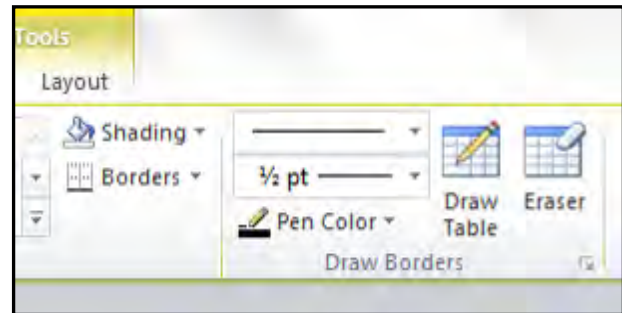 Tools
Layout
Shading
Borders
½ pt
Pen Color
Draw Table
Eraser
Draw Borders